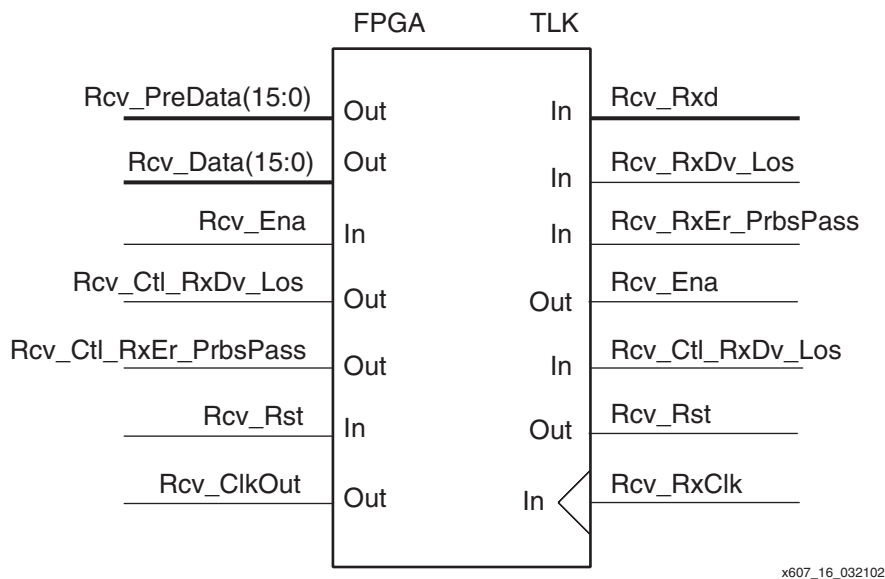 FPGA TLK
Rcv_PreData(15:0) Out In Rcv_Rxd
Rcv_Data(15:0) Out In Rcv_RxDv_Los
Rcv_Ena In In Rcv_RxEr_PrbsPass
Rcv_Ctl_RxDv_Los Out Out Rcv_Ena
Rcv_Ctl_RxEr_PrbsPass Out In Rcv_Ctl_RxDv_Los
Rcv_Rst In Out Rcv_Rst
Rcv_ClkOut Out In Rcv_RxClk
x607_16_032102